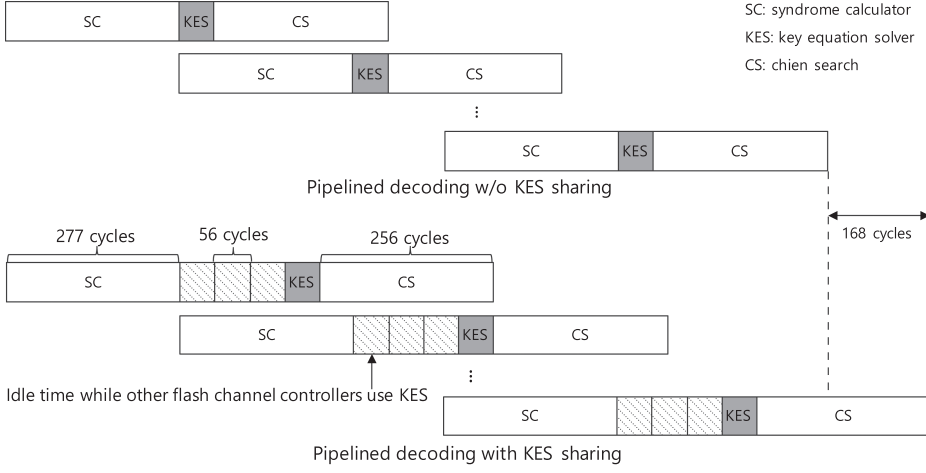 SC KES CS
SC: syndrome calculator
KES: key equation solver
CS: chien search
SC KES CS
SC KES CS
Pipelined decoding w/o KES sharing
168 cycles
277 cycles 56 cycles 256 cycles
SC KES CS
SC KES CS
Idle time while other flash channel controllers use KES
SC KES CS
Pipelined decoding with KES sharing